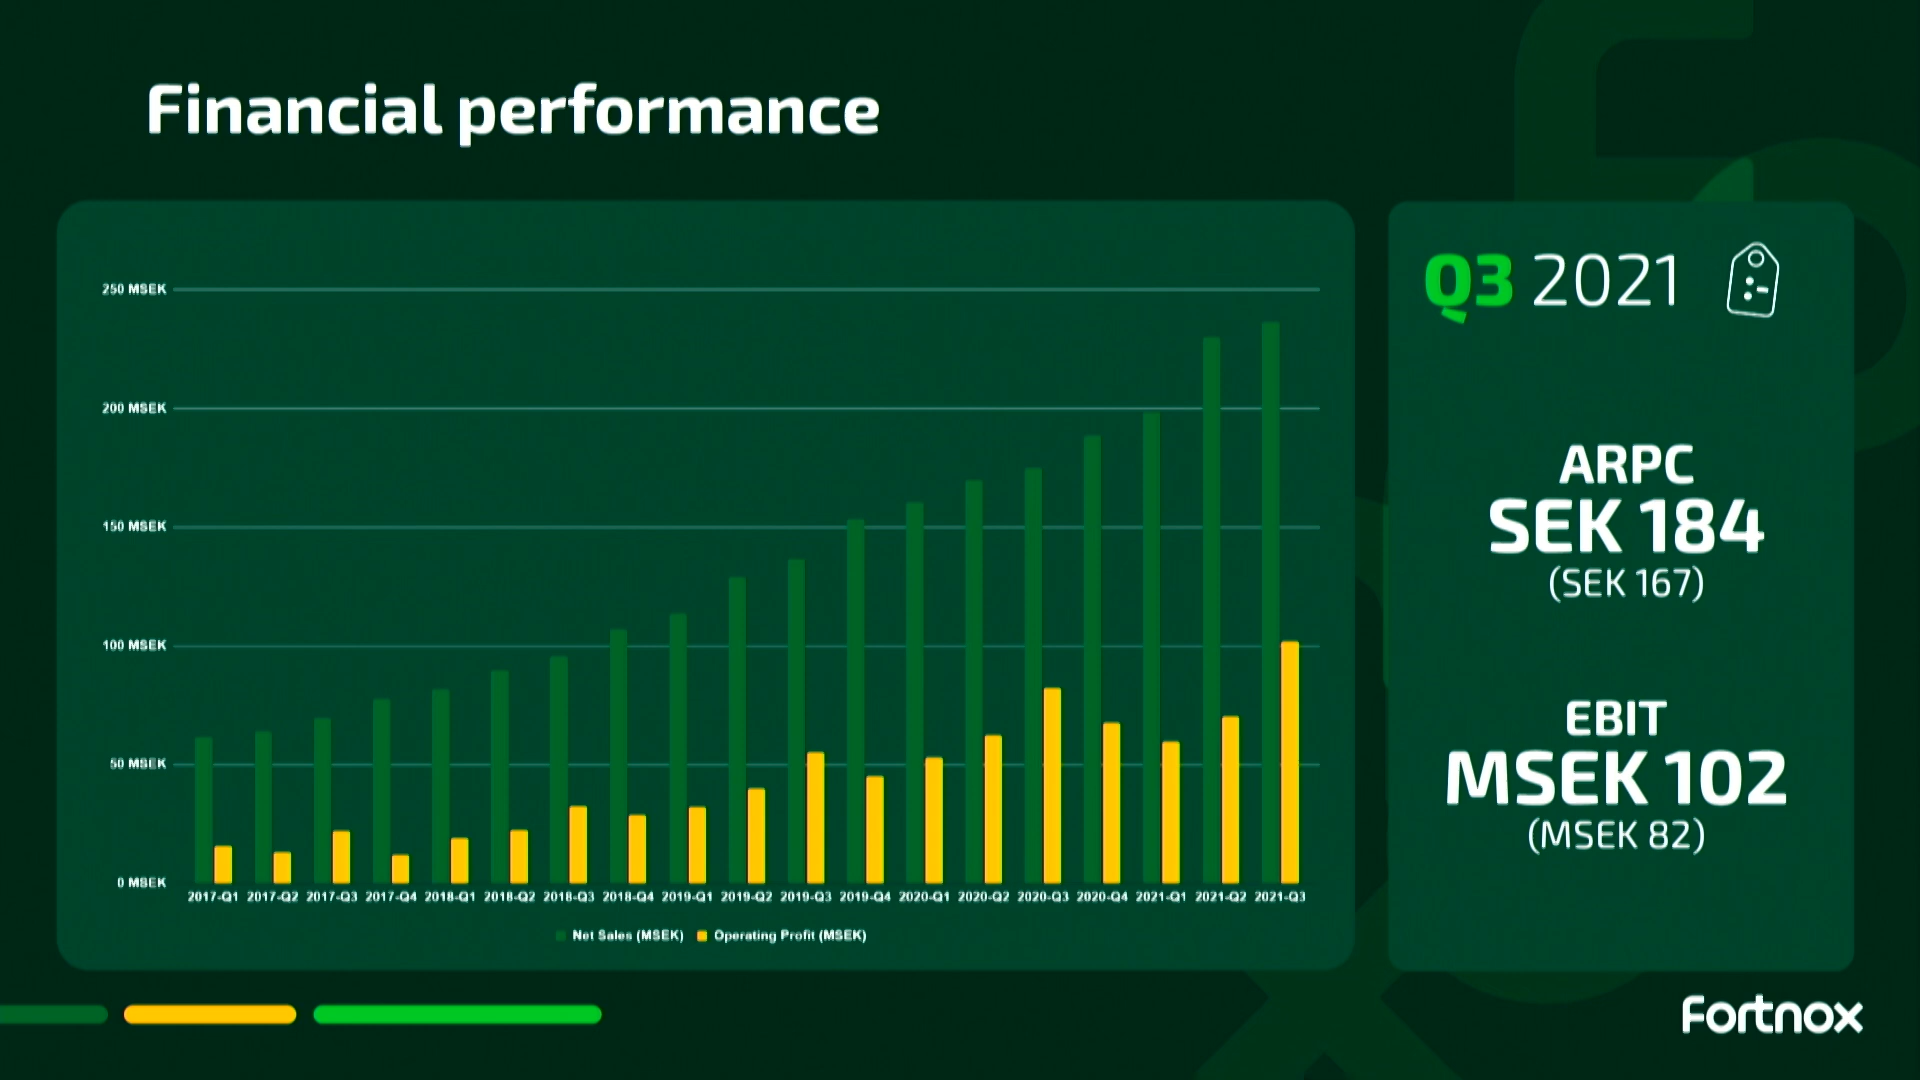 Financial performance
250 MSEK
200 MSEK
150 MSEK
100 MSEK
50 MSEK
0 MSEK
2017-Q1 2017-Q2 2017-Q3 2017-Q4 2018-Q1 2018-Q2 2018-Q3 2018-Q4 2019-Q1 2019-Q2 2019-Q3 2019-Q4 2020-Q1 2020-Q2 2020-Q3 2020-Q4 2021-Q1 2021-Q2 2021-Q3
Net Sales (MSEK) Operating Profit (MSEK)
Q3 2021
ARPC
SEK 184
(SEK 167)
EBIT
MSEK 102
(MSEK 82)
Fortnox